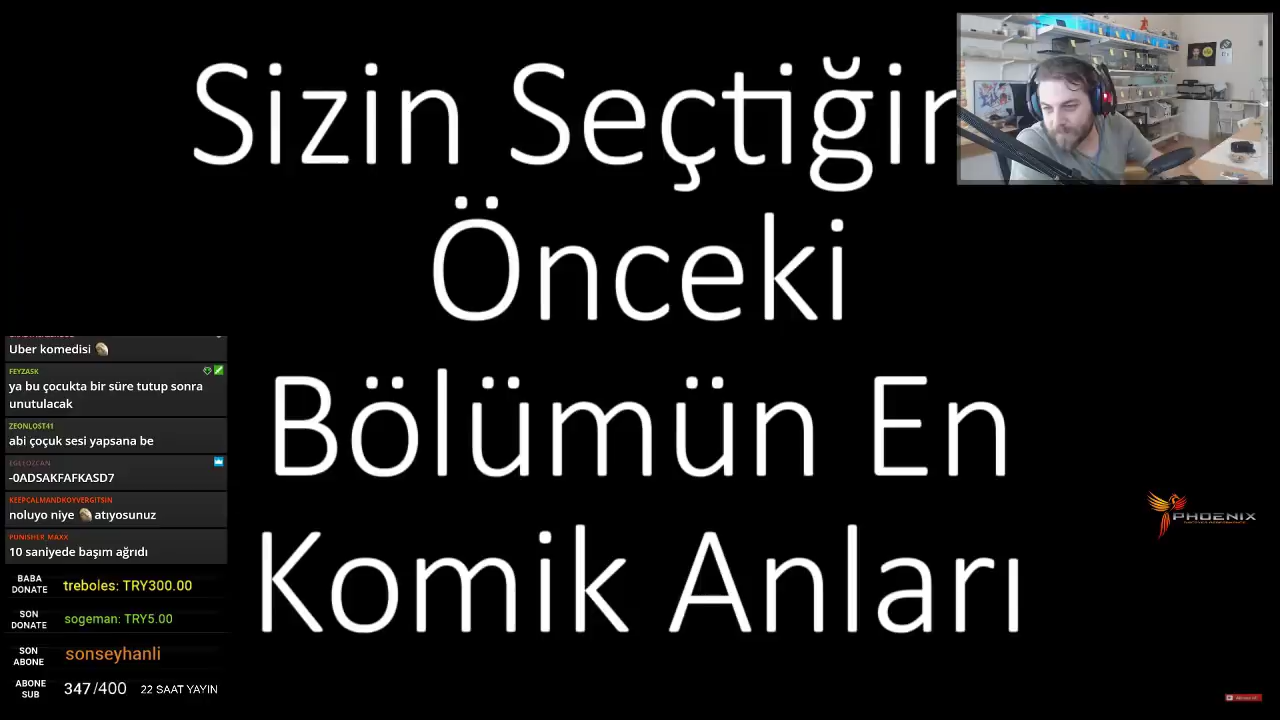 Sizin Seçtiğin
Önceki
Bölümün En
Komik Anları
Uber komedisi
FEYZASK
ya bu çocukta bir süre tutup sonra
unutulacak
ZEONLOST41
abi çoçuk sesi yapsana be
EGEEOZCAN
-0ADSAKFAFKASD7
KEEPCALMANDKOYVERGITSIN
noluyo niye atıyosunuz
PUNISHER_MAXX
10 saniyede başım ağrıdı
BABA
DONATE
treboles: TRY300.00
SON
DONATE
sogeman: TRY5.00
SON
ABONE
sonseyhanli
ABONE
SUB
347/400
22 SAAT YAYIN
PHOENIX